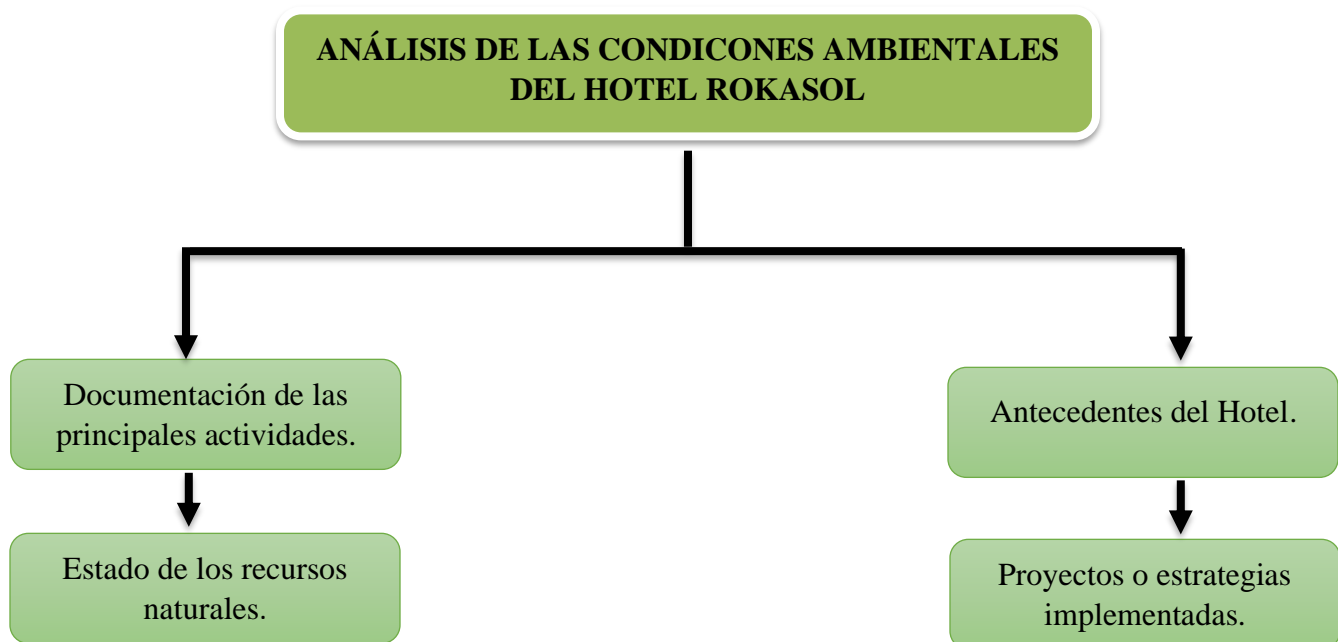 ANÁLISIS DE LAS CONDICONES AMBIENTALES
DEL HOTEL ROKASOL
Documentación de las
principales actividades.
Antecedentes del Hotel.
Estado de los recursos
naturales.
Proyectos o estrategias
implementadas.